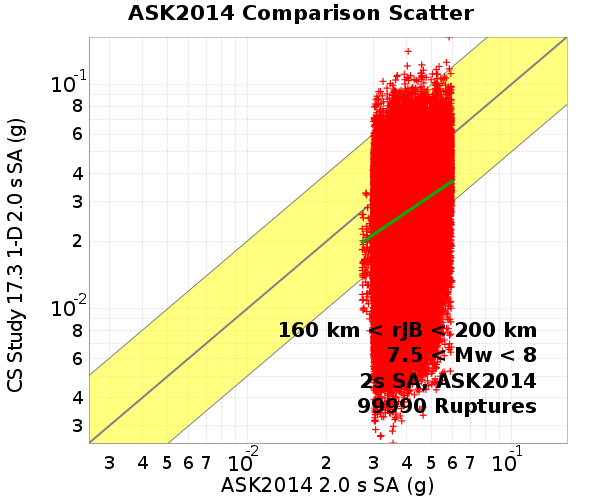 ASK2014 Comparison Scatter
CS Study 17.3 1-D 2.0 s SA (g)
10-1
8
6
4
3
2
10-2
8
6
4
3
160 km < rJB < 200 km
7.5 < Mw < 8
2s SA, ASK2014
99990 Ruptures
3 4 5 6 7 10-2 2 3 4 5 6 7 10-1
ASK2014 2.0 s SA (g)